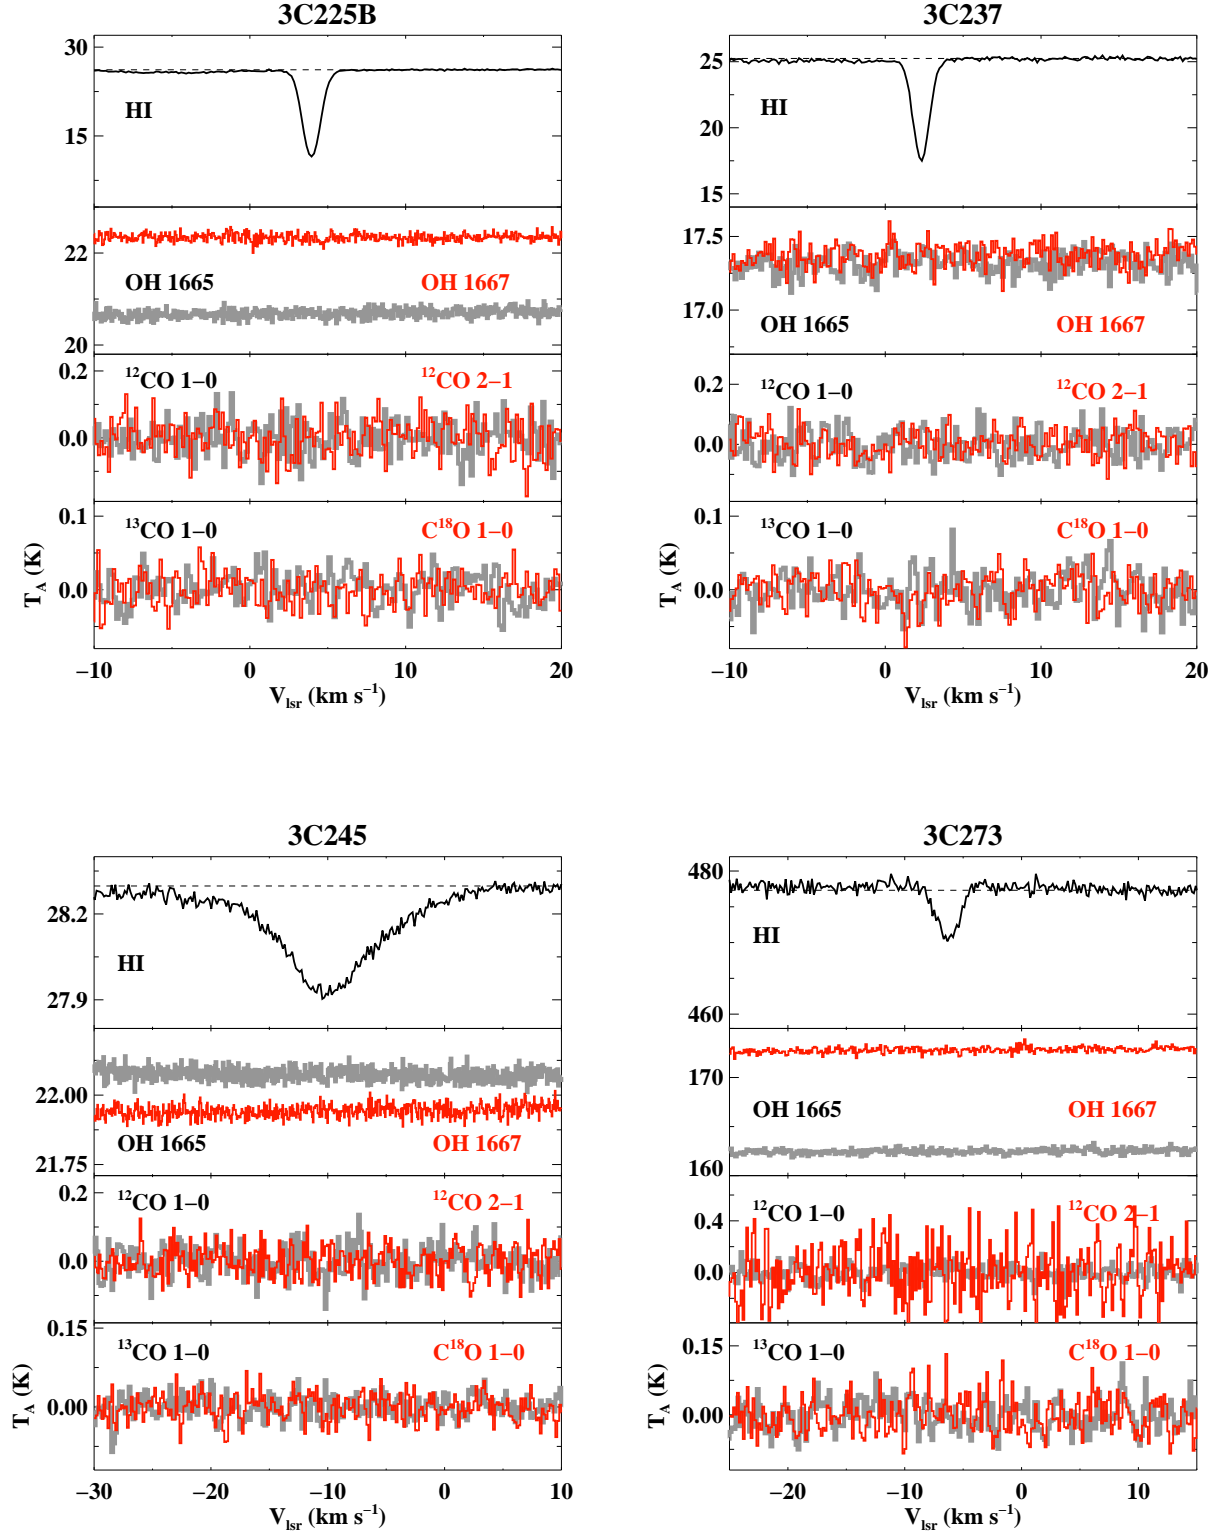 3C225B
30
15
HI
22
20
OH 1665
OH 1667
0.2
0.0
¹²CO 1−0
¹²CO 2−1
0.1
0.0
¹³CO 1−0
C¹⁸O 1−0
T_A (K)
−10 0 10 20
V_lsr (km s⁻¹)
3C237
25
20
15
HI
17.5
17.0
OH 1665
OH 1667
0.2
0.0
¹²CO 1−0
¹²CO 2−1
0.1
0.0
¹³CO 1−0
C¹⁸O 1−0
T_A (K)
−10 0 10 20
V_lsr (km s⁻¹)
3C245
28.2
27.9
HI
22.00
21.75
OH 1665
OH 1667
0.2
0.0
¹²CO 1−0
¹²CO 2−1
0.15
0.00
¹³CO 1−0
C¹⁸O 1−0
T_A (K)
−30 −20 −10 0 10
V_lsr (km s⁻¹)
3C273
480
460
HI
170
160
OH 1665
OH 1667
0.4
0.0
¹²CO 1−0
¹²CO 2−1
0.15
0.00
¹³CO 1−0
C¹⁸O 1−0
T_A (K)
−20 −10 0 10
V_lsr (km s⁻¹)